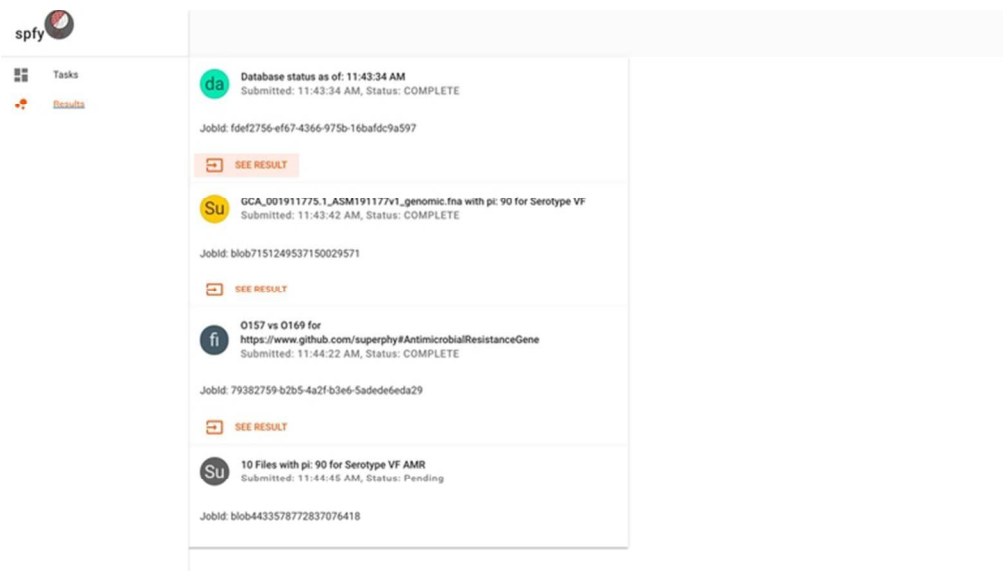 spfy
Tasks
Results
da
Database status as of: 11:43:34 AM
Submitted: 11:43:34 AM, Status: COMPLETE
JobId: fdef2756-ef67-4366-975b-16bafdc9a597
SEE RESULT
Su
GCA_001911775.1_ASM191177v1_genomic.fna with pi: 90 for Serotype VF
Submitted: 11:43:42 AM, Status: COMPLETE
JobId: blob7151249537150029571
SEE RESULT
fi
O157 vs O169 for
https://www.github.com/superphy#AntimicrobialResistanceGene
Submitted: 11:44:22 AM, Status: COMPLETE
JobId: 79382759-b2b5-4a2f-b3e6-5adede6eda29
SEE RESULT
Su
10 Files with pi: 90 for Serotype VF AMR
Submitted: 11:44:45 AM, Status: Pending
JobId: blob4433578772837076418